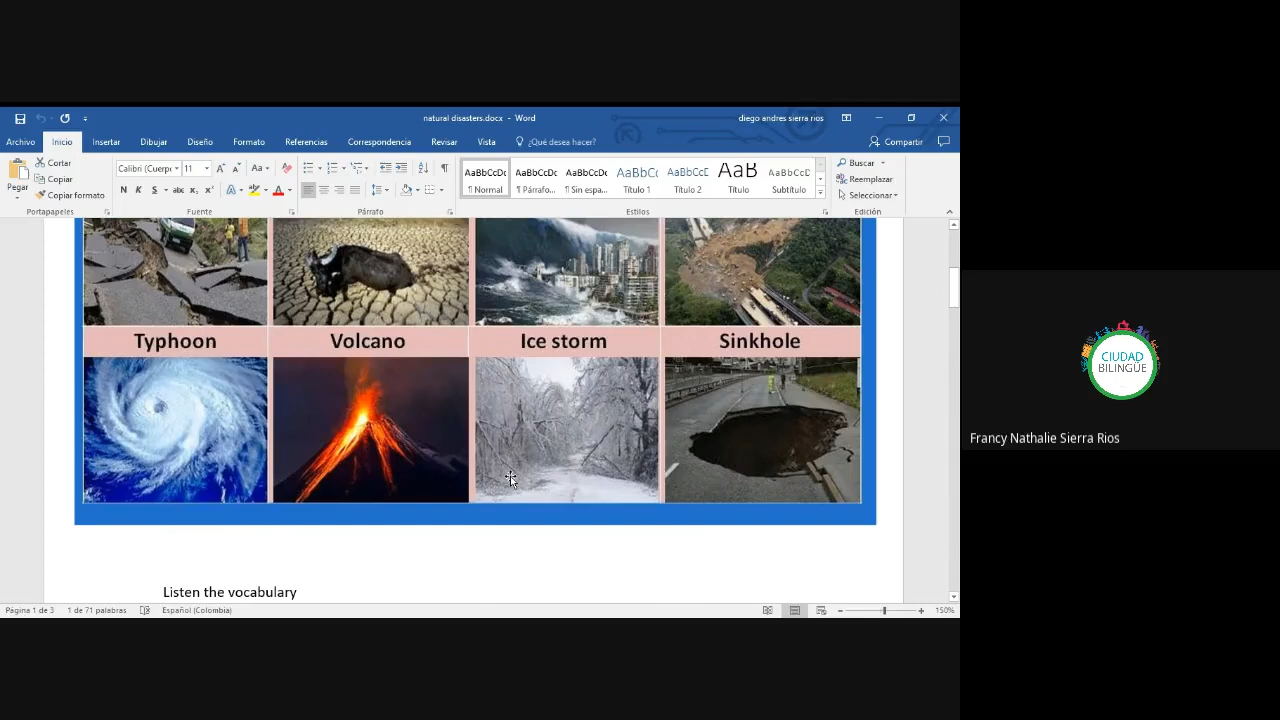 natural disasters.docx - Word
diego andres sierra rios
Archivo Inicio Insertar Dibujar Diseño Formato Referencias Correspondencia Revisar Vista ¿Qué desea hacer? Compartir
Pegar
Cortar
Copiar
Copiar formato
Portapapeles
Calibri (Cuerpo 11
Aa
N K S abc x₂ x²
A A
Fuente
Párrafo
AaBbCcDc AaBbCcDc AaBbCcDc AaBbCc AaBbCcE AaB AaBbCcD
¶ Normal ¶ Párrafo... ¶ Sin espa... Título 1 Título 2 Título Subtítulo
Estilos
Buscar
Reemplazar
Seleccionar
Edición
Typhoon Volcano Ice storm Sinkhole
Listen the vocabulary
Página 1 de 3 1 de 71 palabras Español (Colombia) 150%
CIUDAD
BILINGÜE
Francy Nathalie Sierra Rios